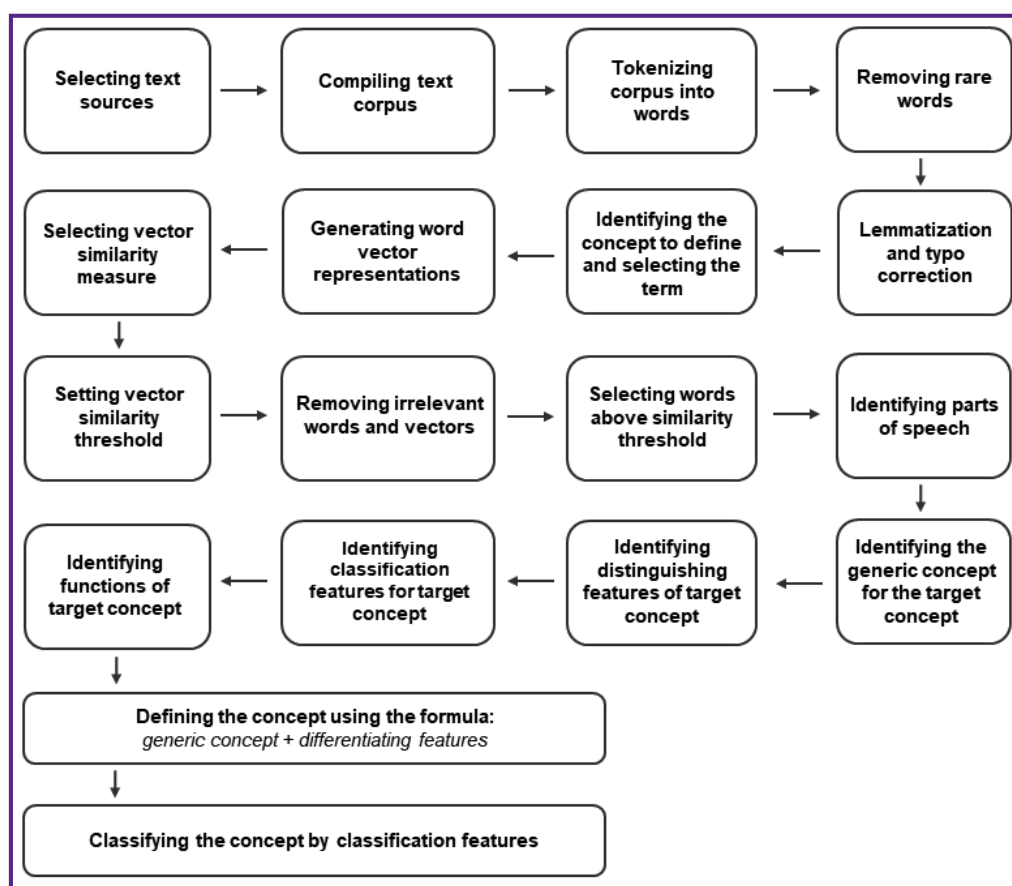 Selecting text
sources
Compiling text
corpus
Tokenizing
corpus into
words
Removing rare
words
Lemmatization
and typo
correction
Identifying the
concept to define
and selecting the
term
Generating word
vector
representations
Selecting vector
similarity
measure
Setting vector
similarity
threshold
Removing irrelevant
words and vectors
Selecting words
above similarity
threshold
Identifying parts
of speech
Identifying the
generic concept
for the target
concept
Identifying
distinguishing
features of target
concept
Identifying
classification
features for target
concept
Identifying
functions of
target concept
Defining the concept using the formula:
generic concept + differentiating features
Classifying the concept by classification features